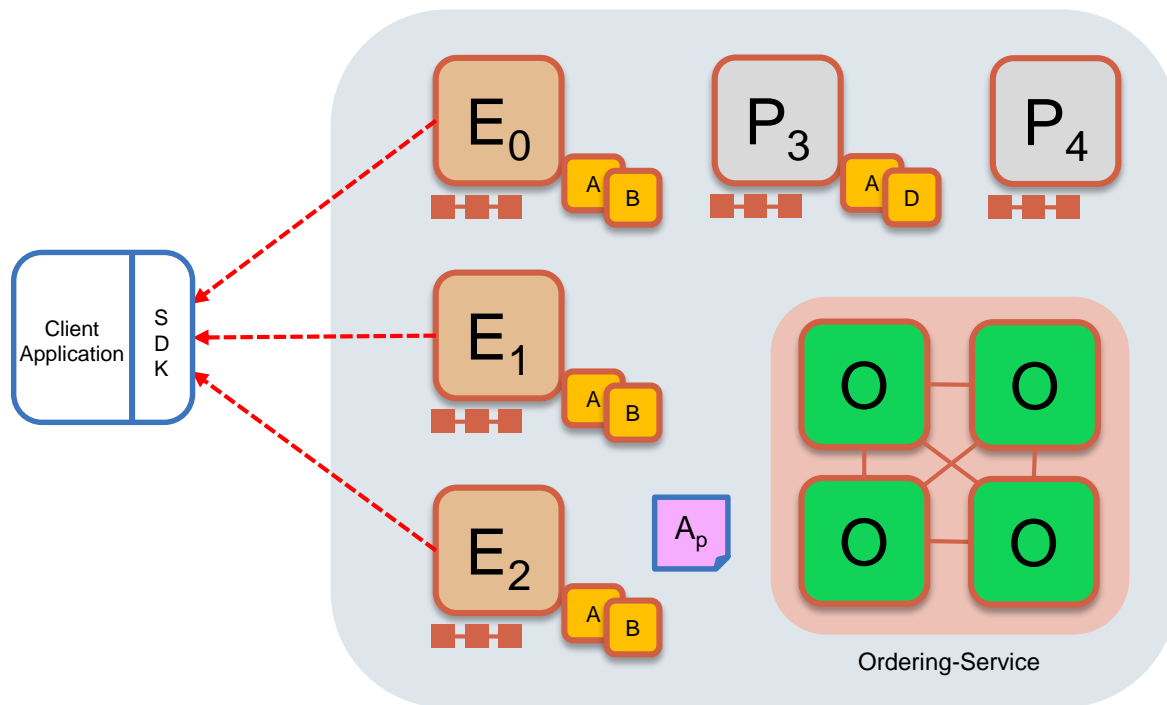 E0
A
B
P3
A
D
P4
Client
Application
S
D
K
E1
A
B
O
O
E2
A
B
Ap
O
O
Ordering-Service